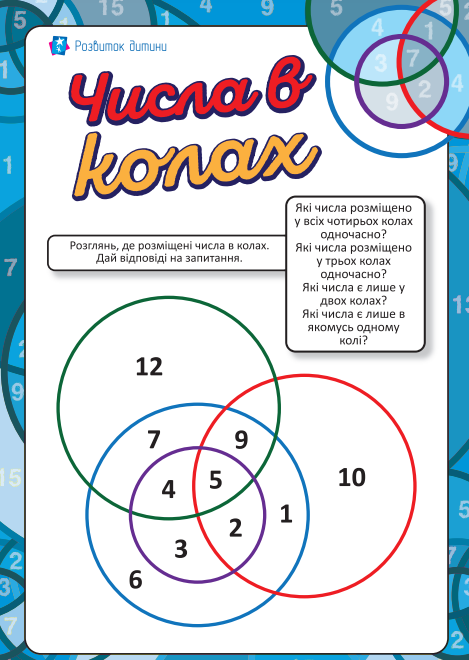 Розвиток дитини
Числа в
колах
Розглянь, де розміщені числа в колах.
Дай відповіді на запитання.
Які числа розміщено
у всіх чотирьох колах
одночасно?
Які числа розміщено
у трьох колах
одночасно?
Які числа є лише у
двох колах?
Які числа є лише в
якомусь одному
колі?
12
7
9
4
5
10
2
1
3
6